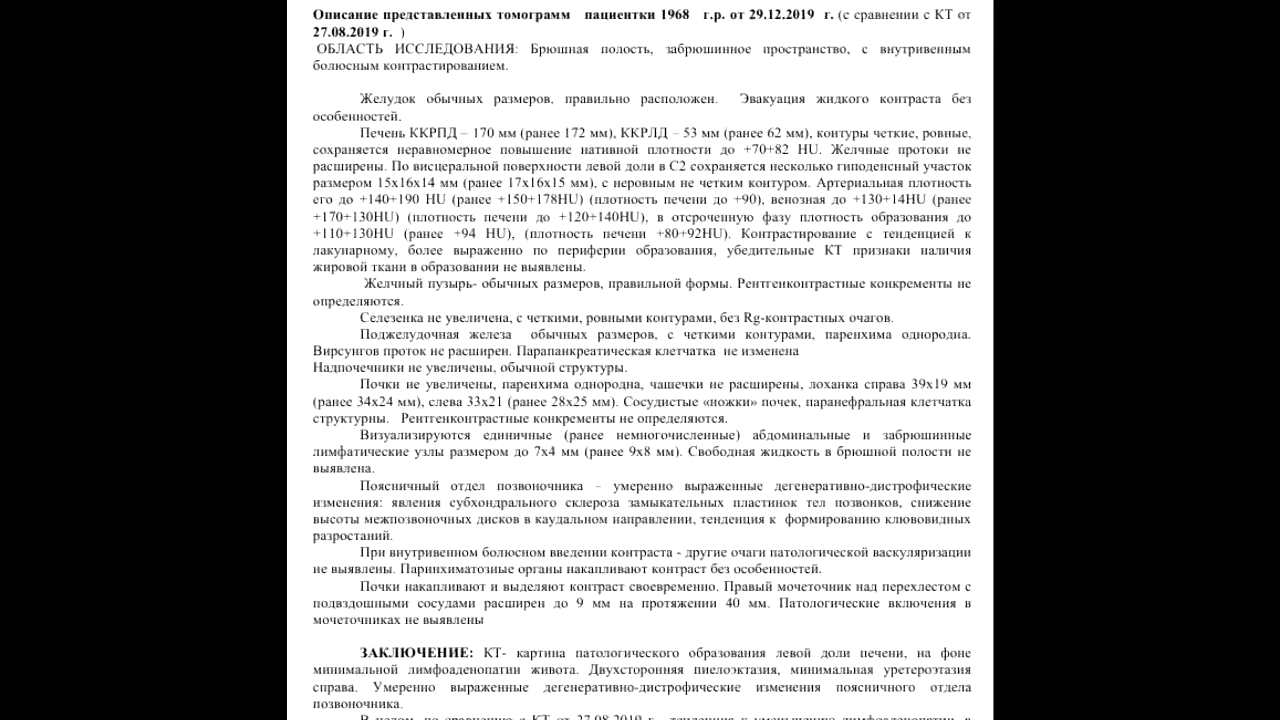 Описание представленных томограмм пациентки 1968 г.р. от 29.12.2019 г. (с сравнении с КТ от
27.08.2019 г. )
ОБЛАСТЬ ИССЛЕДОВАНИЯ: Брюшная полость, забрюшинное пространство, с внутривенным
болюсным контрастированием.
Желудок обычных размеров, правильно расположен. Эвакуация жидкого контраста без
особенностей.
Печень ККРПД – 170 мм (ранее 172 мм), ККРЛД – 53 мм (ранее 62 мм), контуры четкие, ровные,
сохраняется неравномерное повышение нативной плотности до +70+82 HU. Желчные протоки не
расширены. По висцеральной поверхности левой доли в С2 сохраняется несколько гиподенсный участок
размером 15х16х14 мм (ранее 17х16х15 мм), с неровным не четким контуром. Артериальная плотность
его до +140+190 HU (ранее +150+178HU) (плотность печени до +90), венозная до +130+14HU (ранее
+170+130HU) (плотность печени до +120+140HU), в отсроченную фазу плотность образования до
+110+130HU (ранее +94 HU), (плотность печени +80+92HU). Контрастирование с тенденцией к
лакунарному, более выражено по периферии образования, убедительные КТ признаки наличия
жировой ткани в образовании не выявлены.
Желчный пузырь- обычных размеров, правильной формы. Рентгенконтрастные конкременты не
определяются.
Селезенка не увеличена, с четкими, ровными контурами, без Rg-контрастных очагов.
Поджелудочная железа обычных размеров, с четкими контурами, паренхима однородна.
Вирсунгов проток не расширен. Парапанкреатическая клетчатка не изменена
Надпочечники не увеличены, обычной структуры.
Почки не увеличены, паренхима однородна, чашечки не расширены, лоханка справа 39х19 мм
(ранее 34х24 мм), слева 33х21 (ранее 28х25 мм). Сосудистые «ножки» почек, паранефральная клетчатка
структурны. Рентгенконтрастные конкременты не определяются.
Визуализируются единичные (ранее немногочисленные) абдоминальные и забрюшинные
лимфатические узлы размером до 7х4 мм (ранее 9х8 мм). Свободная жидкость в брюшной полости не
выявлена.
Поясничный отдел позвоночника – умеренно выраженные дегенеративно-дистрофические
изменения: явления субхондрального склероза замыкательных пластинок тел позвонков, снижение
высоты межпозвоночных дисков в каудальном направлении, тенденция к формированию клювовидных
разростаний.
При внутривенном болюсном введении контраста - другие очаги патологической васкуляризации
не выявлены. Паринхиматозные органы накапливают контраст без особенностей.
Почки накапливают и выделяют контраст своевременно. Правый мочеточник над перехлестом с
подвздошными сосудами расширен до 9 мм на протяжении 40 мм. Патологические включения в
мочеточниках не выявлены
ЗАКЛЮЧЕНИЕ: КТ- картина патологического образования левой доли печени, на фоне
минимальной лимфоаденопатии живота. Двухсторонняя пиелоэктазия, минимальная уретероэтазия
справа. Умеренно выраженные дегенеративно-дистрофические изменения поясничного отдела
позвоночника.
В целом, по сравнению с КТ от 27.08.2019 г., тенденция к уменьшению лимфоаденопатии, в